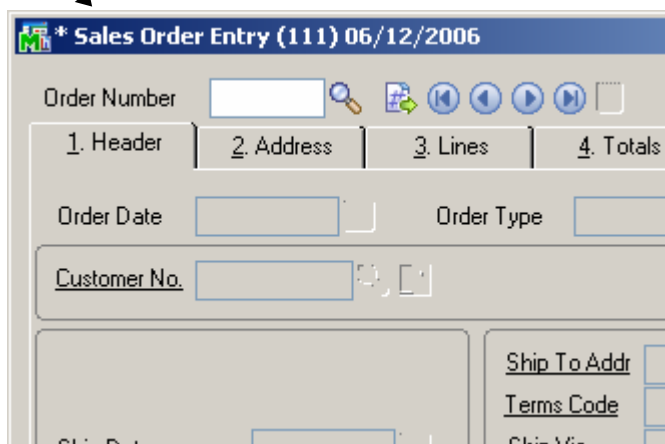 * Sales Order Entry (111) 06/12/2006
Order Number
1. Header 2. Address 3. Lines 4. Totals
Order Date Order Type
Customer No.
Ship To Addr
Terms Code